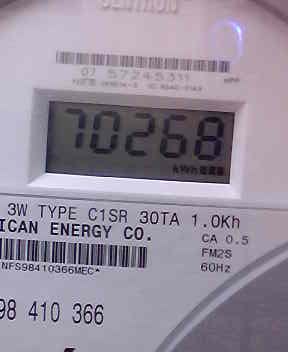 CENTRON
07 57245311
70268
kWh
3W TYPE C1SR 30TA 1.0Kh
ICAN ENERGY CO.
CA 0.5
FM2S
NFS98410366MEC*
60Hz
98 410 366